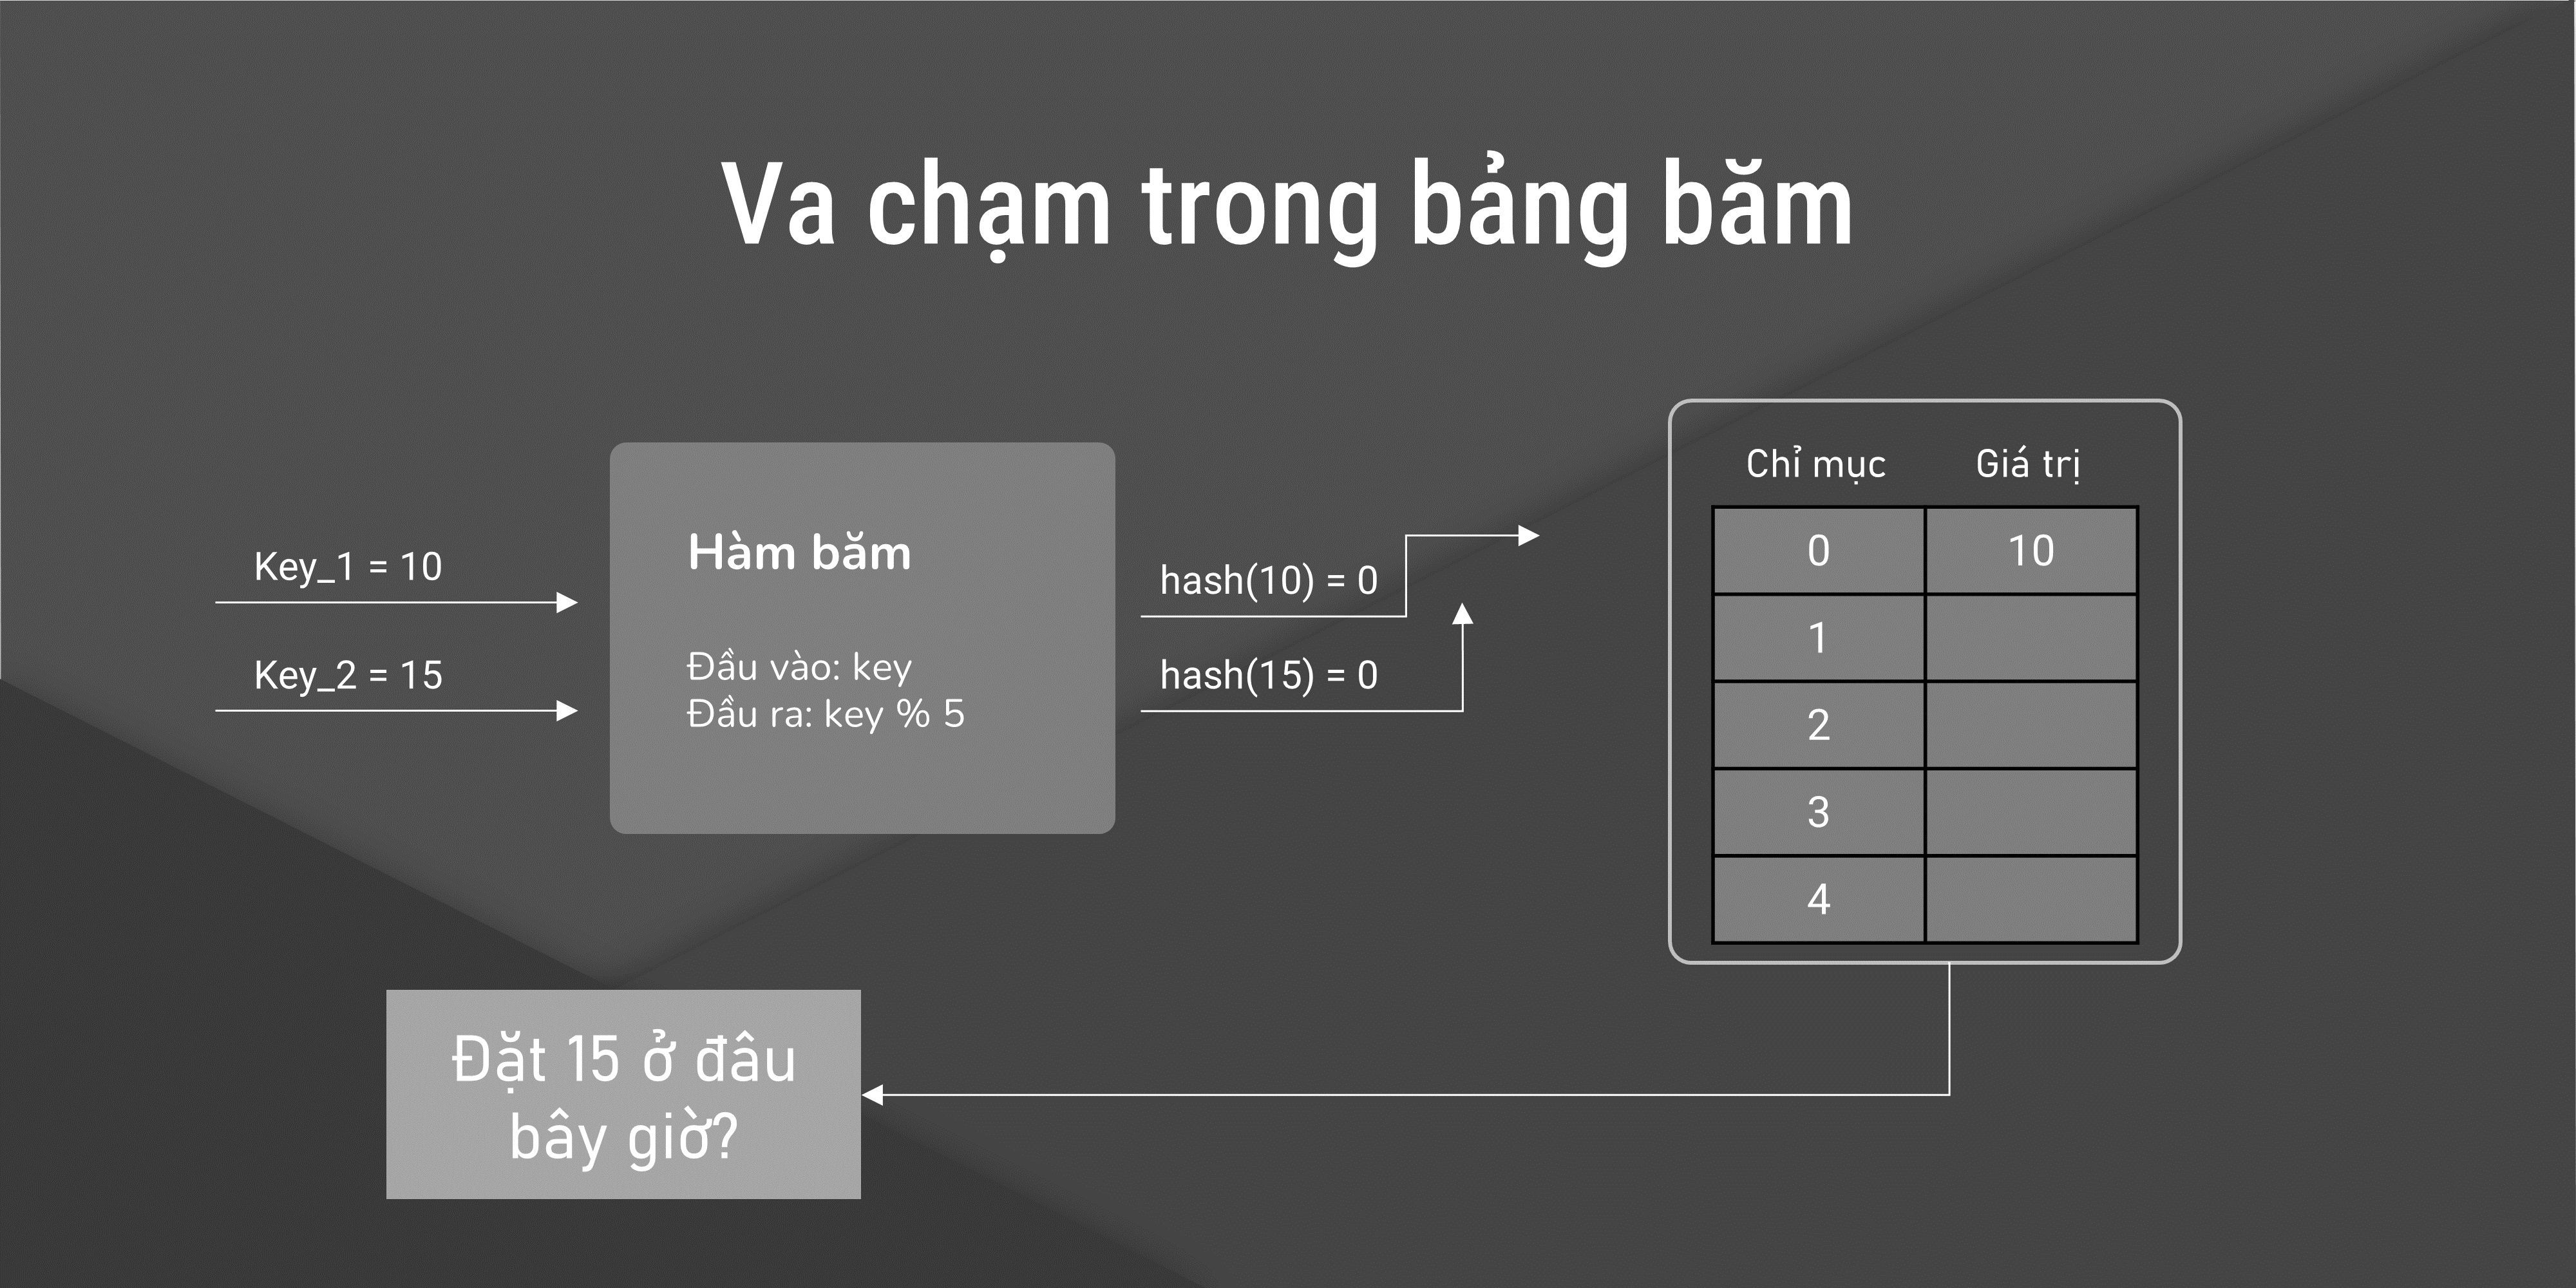 Va chạm trong bảng băm
Key_1 = 10
Key_2 = 15
Hàm băm
Đầu vào: key
Đầu ra: key % 5
hash(10) = 0
hash(15) = 0
Chỉ mục Giá trị
0 10
1
2
3
4
Đặt 15 ở đâu
bây giờ?